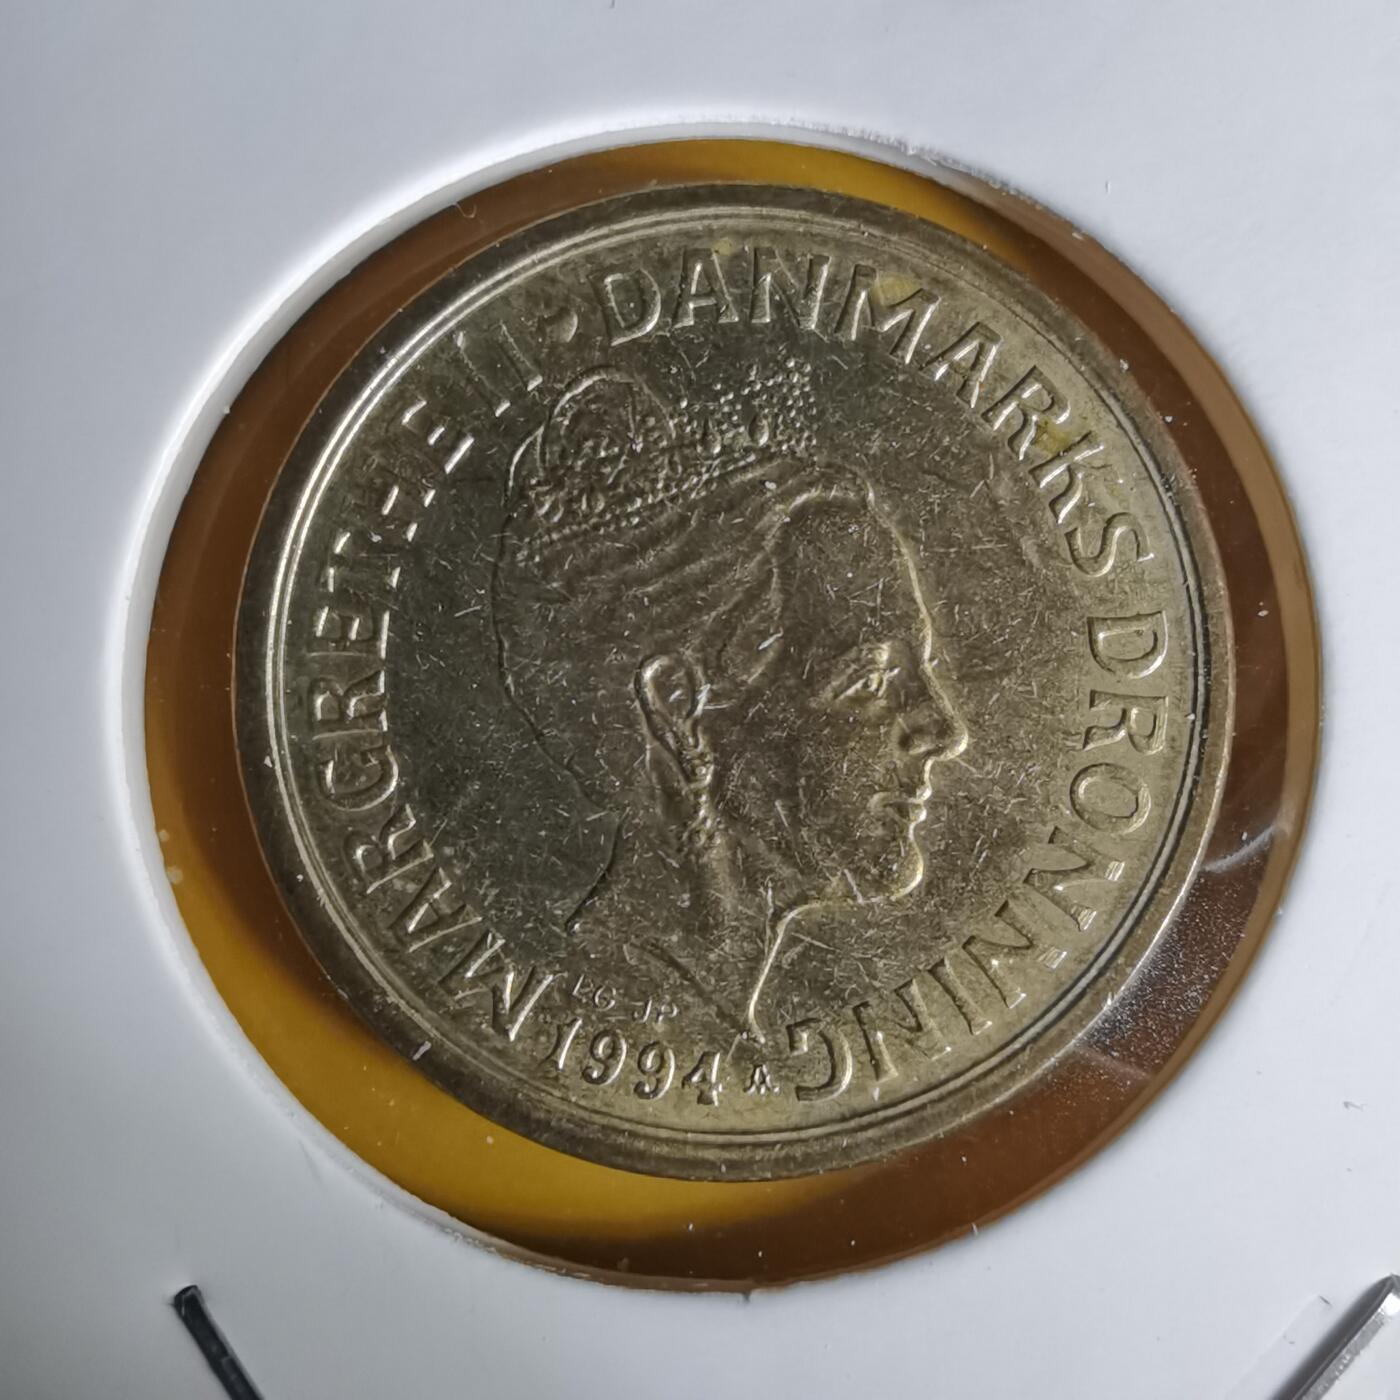 MARGRETHE II · DANMARKS DRONNING
LG JP
1994 A